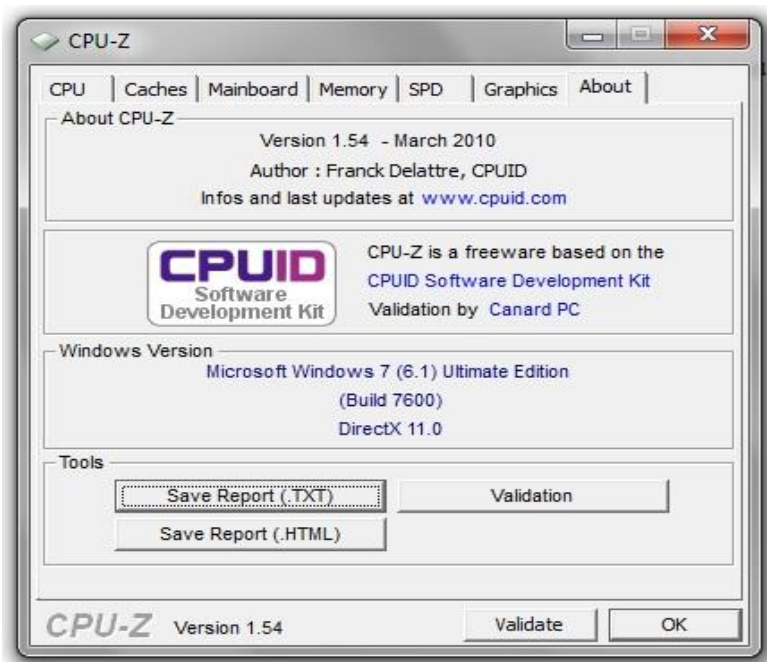 CPU-Z
CPU Caches Mainboard Memory SPD Graphics About
About CPU-Z
Version 1.54 - March 2010
Author : Franck Delattre, CPUID
Infos and last updates at www.cpuid.com
CPUID
Software
Development Kit
CPU-Z is a freeware based on the
CPUID Software Development Kit
Validation by Canard PC
Windows Version
Microsoft Windows 7 (6.1) Ultimate Edition
(Build 7600)
DirectX 11.0
Tools
Save Report (.TXT) Validation
Save Report (.HTML)
CPU-Z Version 1.54 Validate OK